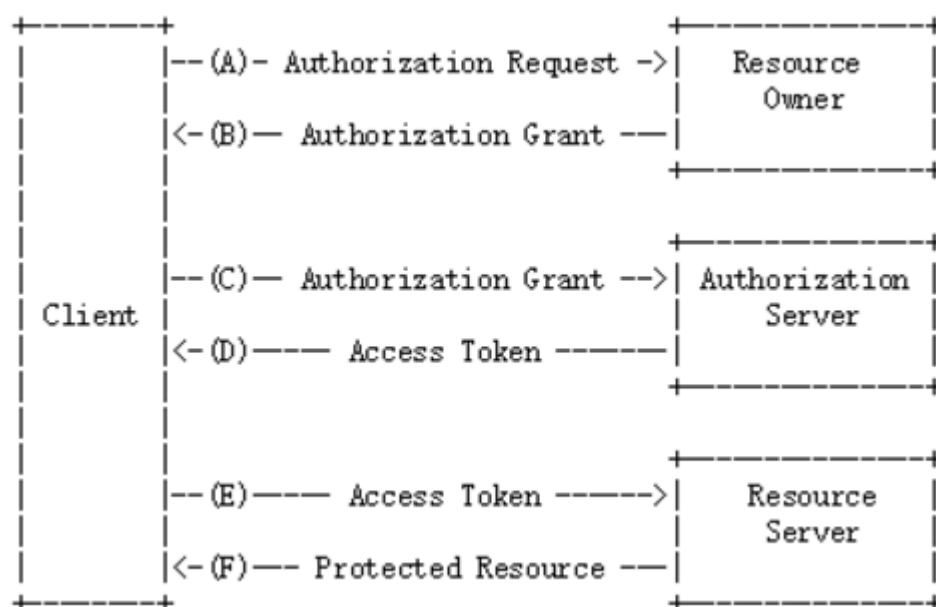 --(A)- Authorization Request ->
Resource
Owner
<-(B)-- Authorization Grant ---
--(C)-- Authorization Grant -->
Authorization
Server
Client
<-(D)----- Access Token -------
--(E)----- Access Token ------>
Resource
Server
<-(F)--- Protected Resource ---